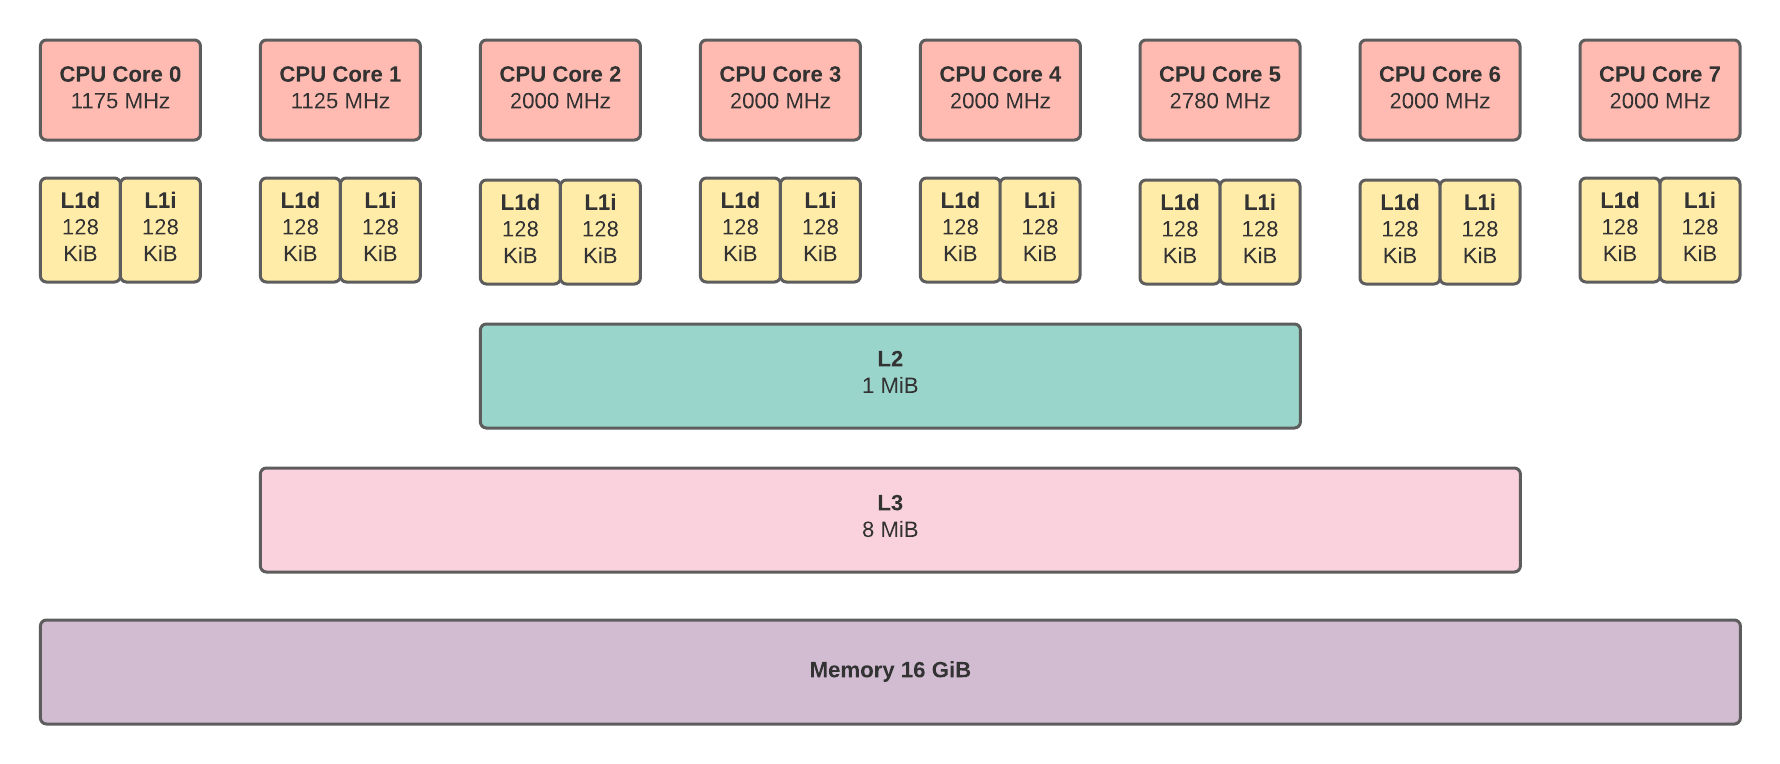 CPU Core 0
1175 MHz
CPU Core 1
1125 MHz
CPU Core 2
2000 MHz
CPU Core 3
2000 MHz
CPU Core 4
2000 MHz
CPU Core 5
2780 MHz
CPU Core 6
2000 MHz
CPU Core 7
2000 MHz
L1d
128
KiB
L1i
128
KiB
L1d
128
KiB
L1i
128
KiB
L1d
128
KiB
L1i
128
KiB
L1d
128
KiB
L1i
128
KiB
L1d
128
KiB
L1i
128
KiB
L1d
128
KiB
L1i
128
KiB
L1d
128
KiB
L1i
128
KiB
L1d
128
KiB
L1i
128
KiB
L2
1 MiB
L3
8 MiB
Memory 16 GiB